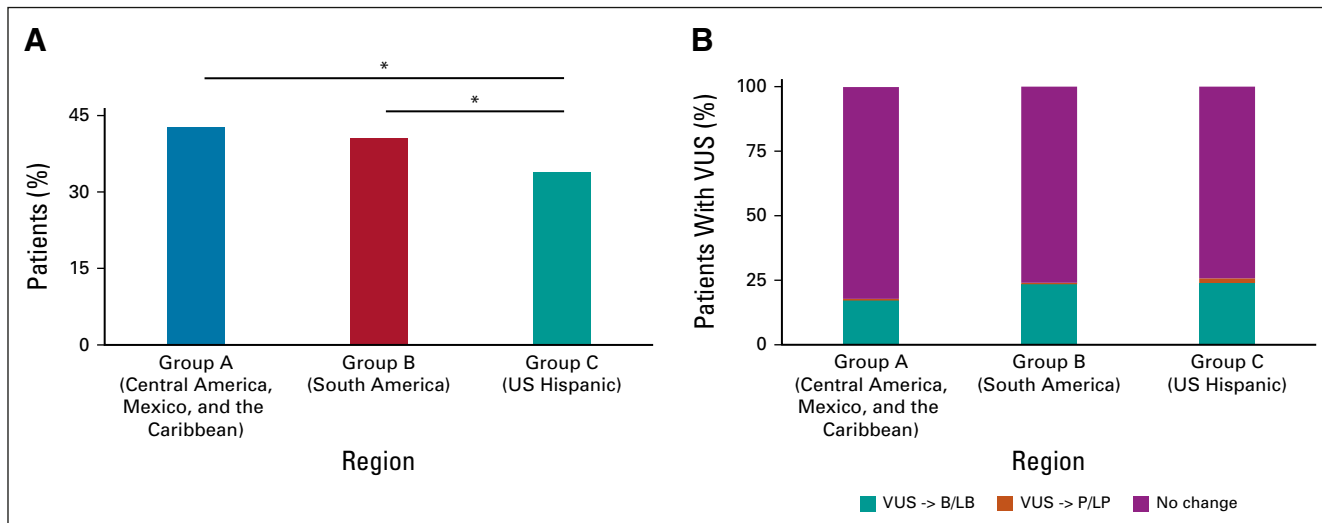 A
*
*
Patients (%)
45
30
15
0
Group A
(Central America,
Mexico, and the
Caribbean)
Group B
(South America)
Group C
(US Hispanic)
Region
B
Patients With VUS (%)
100
75
50
25
0
Group A
(Central America,
Mexico, and the
Caribbean)
Group B
(South America)
Group C
(US Hispanic)
Region
VUS -> B/LB
VUS -> P/LP
No change